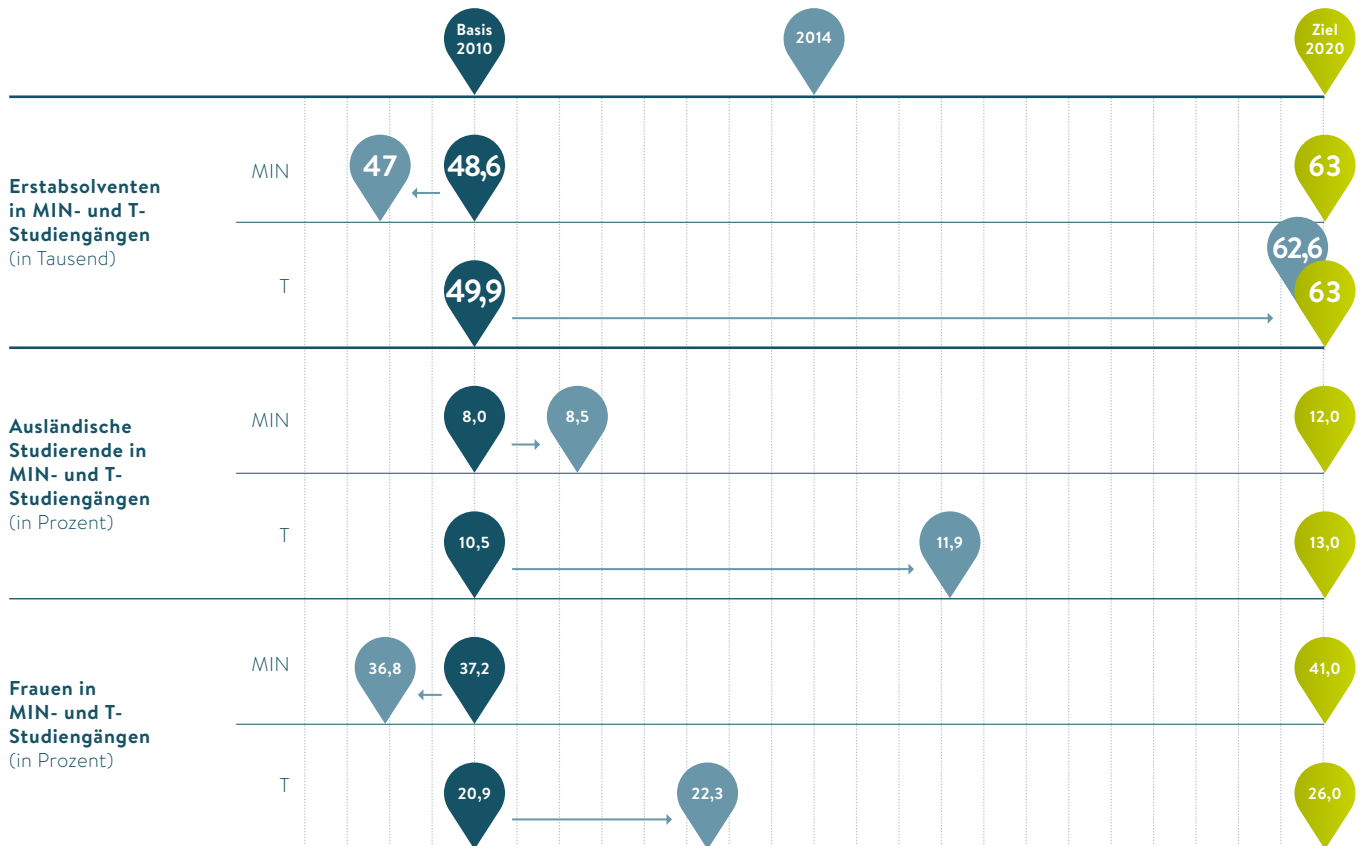 Basis
2010
2014
Ziel
2020
Erstabsolventen
in MIN- und T-
Studiengängen
(in Tausend)
MIN
47
48,6
63
T
49,9
62,6
63
Ausländische
Studierende in
MIN- und T-
Studiengängen
(in Prozent)
MIN
8,0
8,5
12,0
T
10,5
11,9
13,0
Frauen in
MIN- und T-
Studiengängen
(in Prozent)
MIN
36,8
37,2
41,0
T
20,9
22,3
26,0